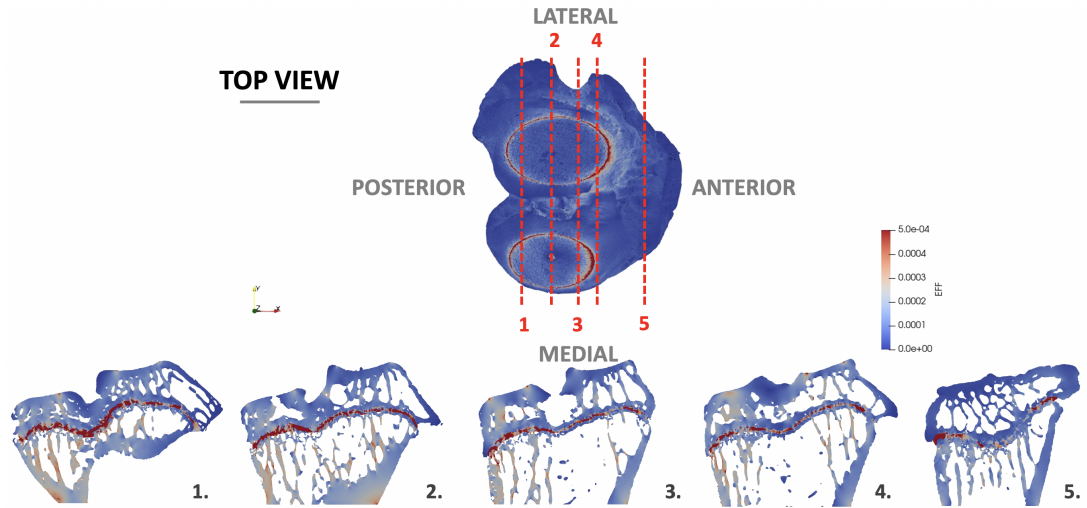 LATERAL
2 4
TOP VIEW
POSTERIOR
ANTERIOR
5.0e-04
0.0004
0.0003
0.0002
0.0001
0.0e+00
EFF
Y
Z X
1 3 5
MEDIAL
1. 2. 3. 4. 5.